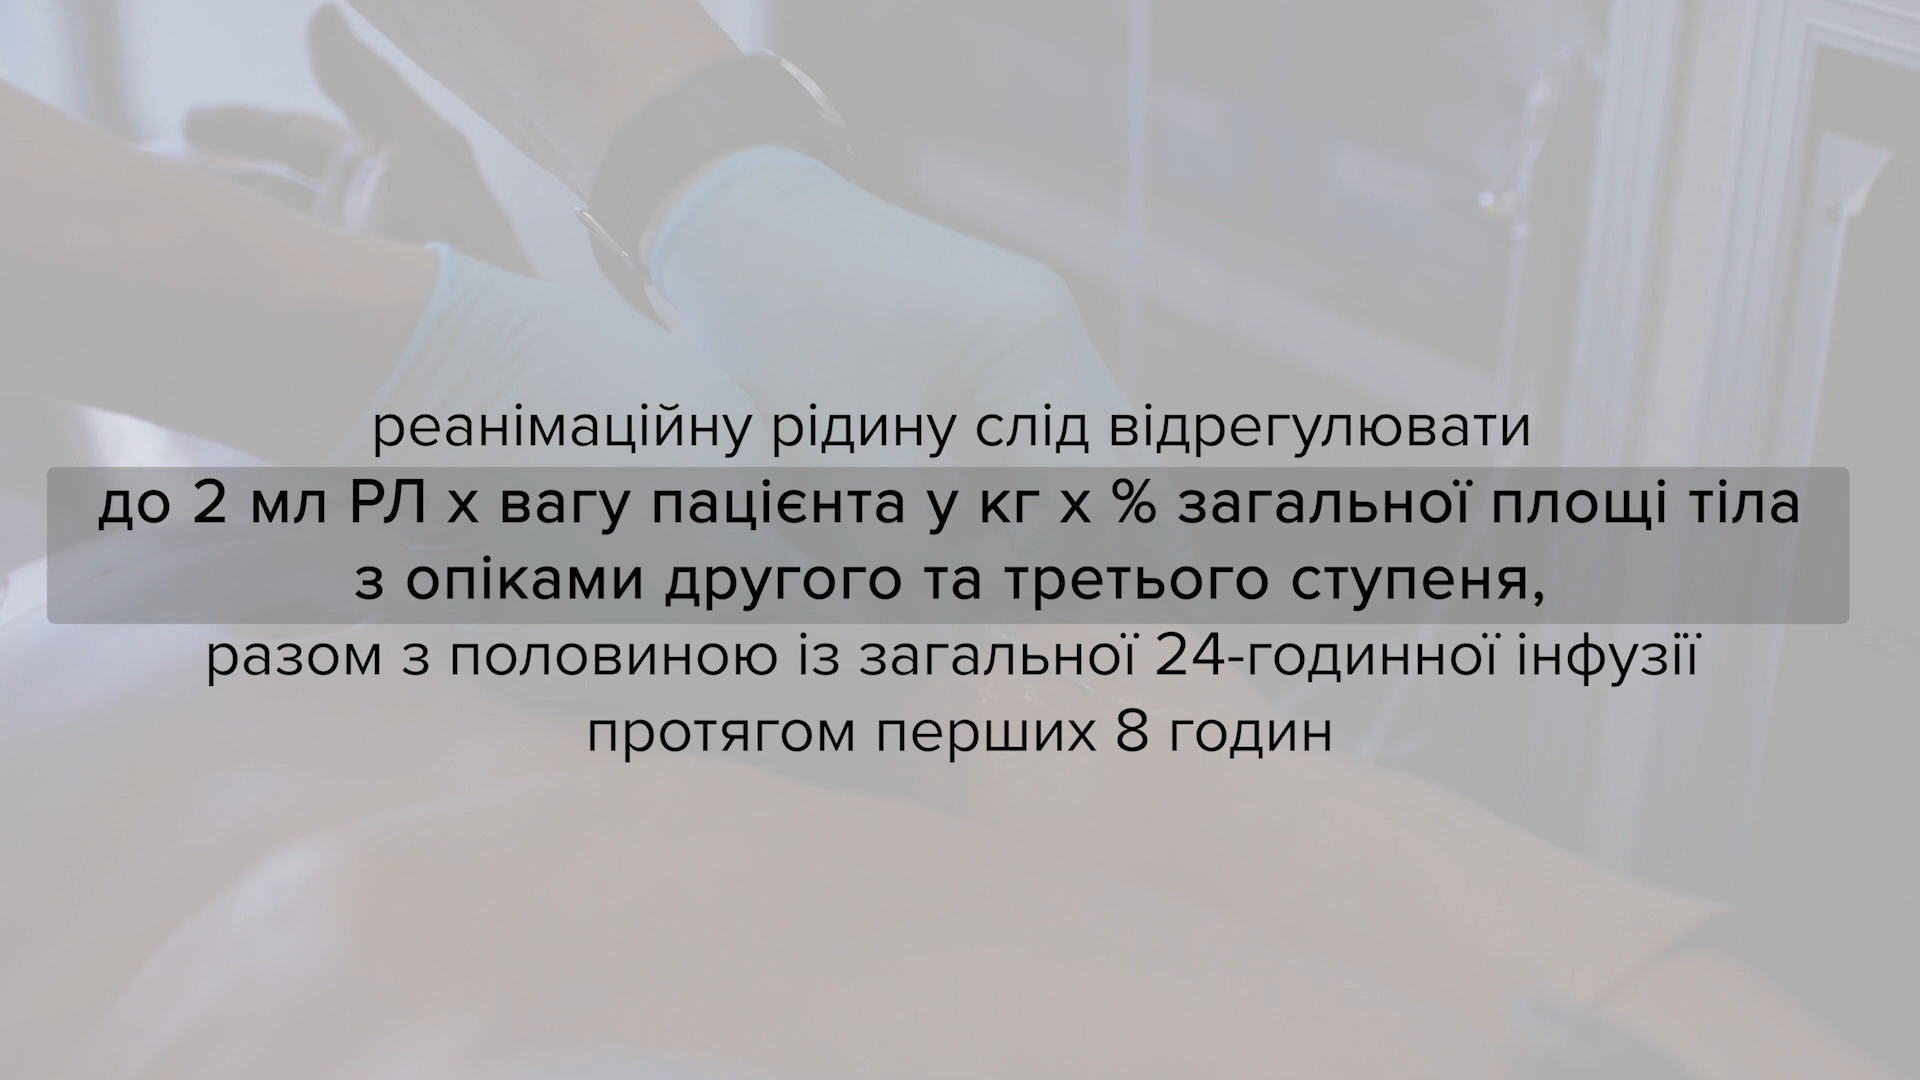 реанімаційну рідину слід відрегулювати
до 2 мл РЛ х вагу пацієнта у кг х % загальної площі тіла
з опіками другого та третього ступеня,
разом з половиною із загальної 24-годинної інфузії
протягом перших 8 годин